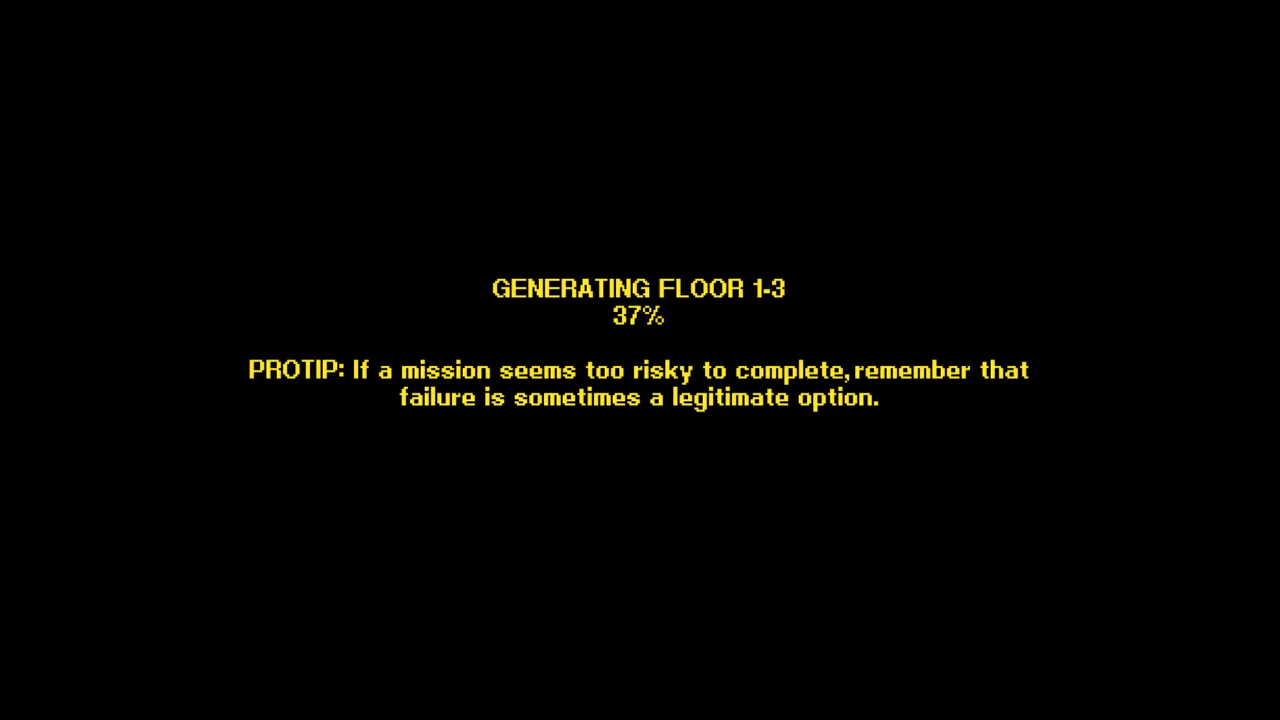 GENERATING FLOOR 1-3
37%
PROTIP: If a mission seems too risky to complete, remember that
failure is sometimes a legitimate option.